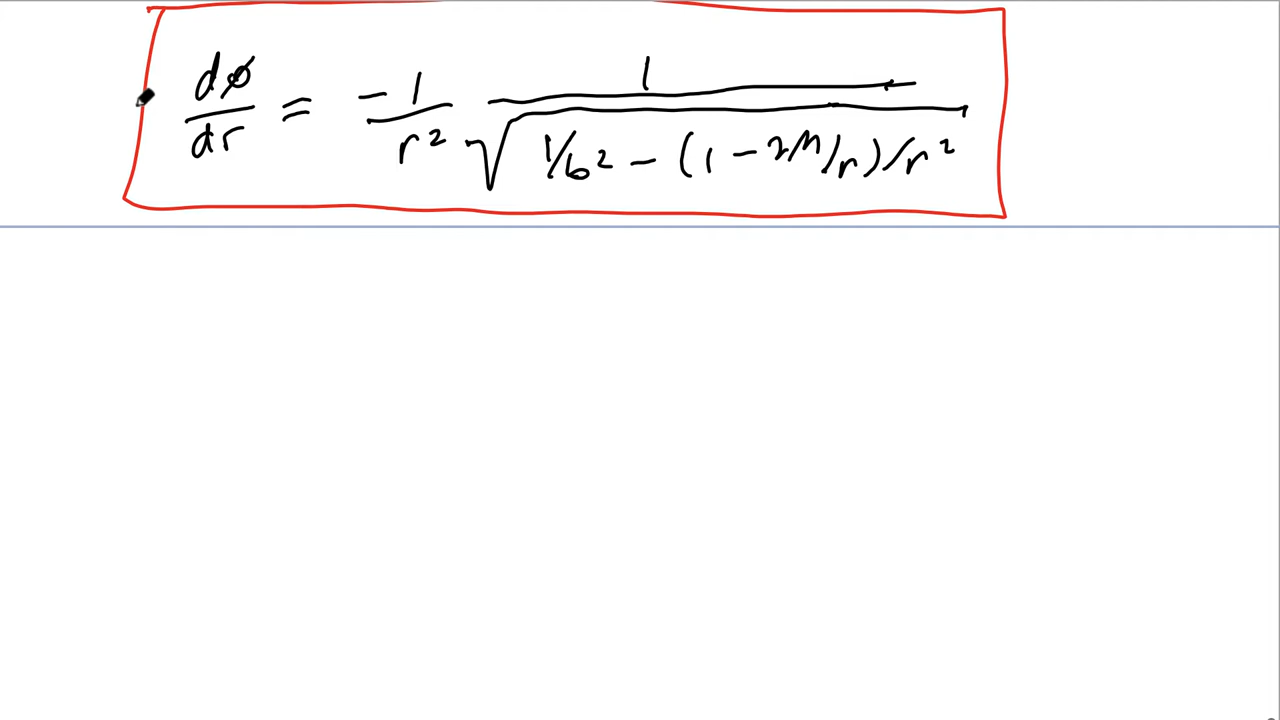 dφ/dr = -1/r² 1/√(1/b² - (1 - 2M/r)/r²)